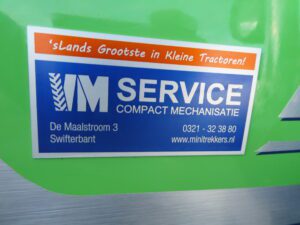 'sLands Grootste in Kleine Tractoren!
VM SERVICE
COMPACT MECHANISATIE
De Maalstroom 3
0321 - 32 38 80
Swifterbant
www.minitrekkers.nl